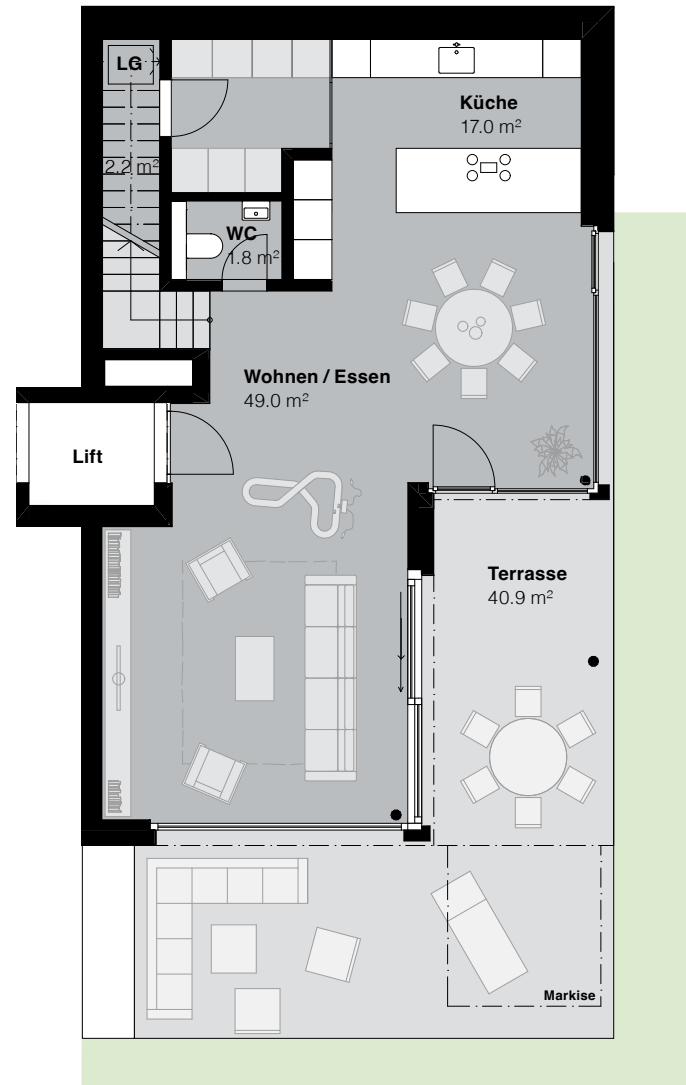 LG
Küche
17.0 m²
2.2 m²
WC
1.8 m²
Wohnen / Essen
49.0 m²
Lift
Terrasse
40.9 m²
Markise